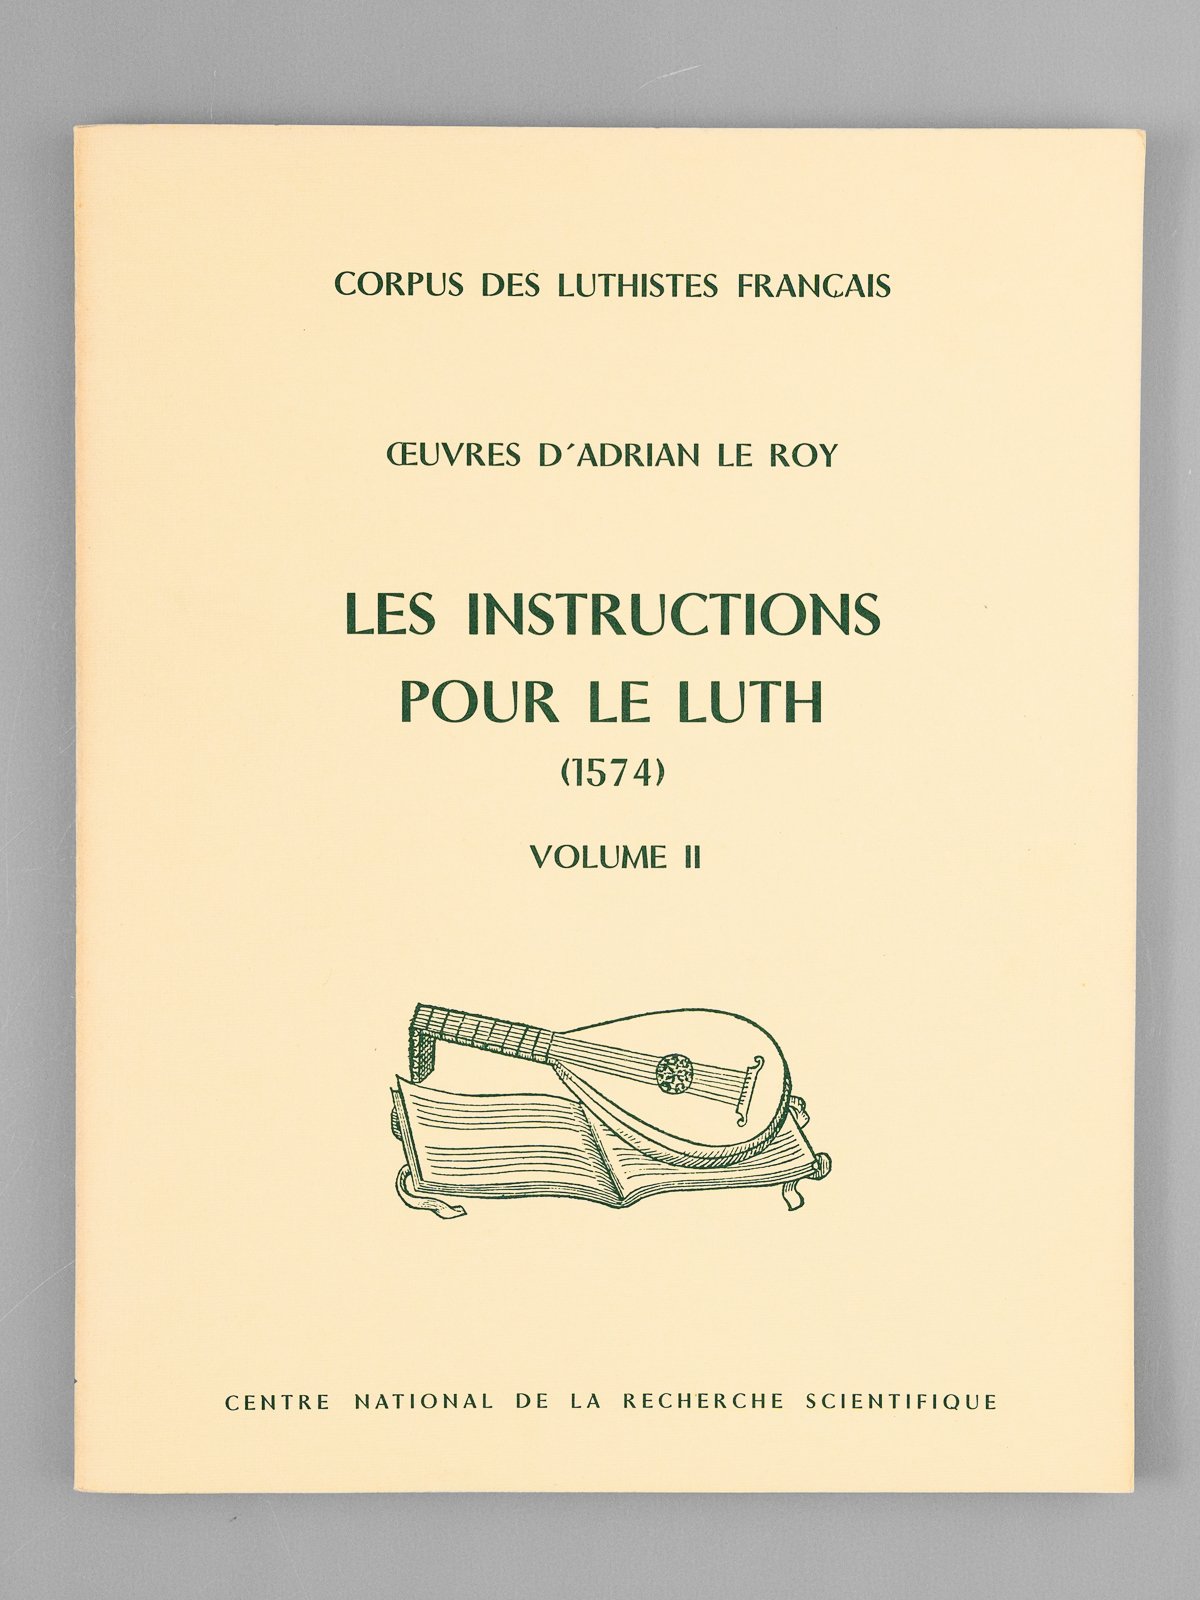 CORPUS DES LUTHISTES FRANÇAIS
ŒUVRES D´ADRIAN LE ROY
LES INSTRUCTIONS
POUR LE LUTH
(1574)
VOLUME II
CENTRE NATIONAL DE LA RECHERCHE SCIENTIFIQUE